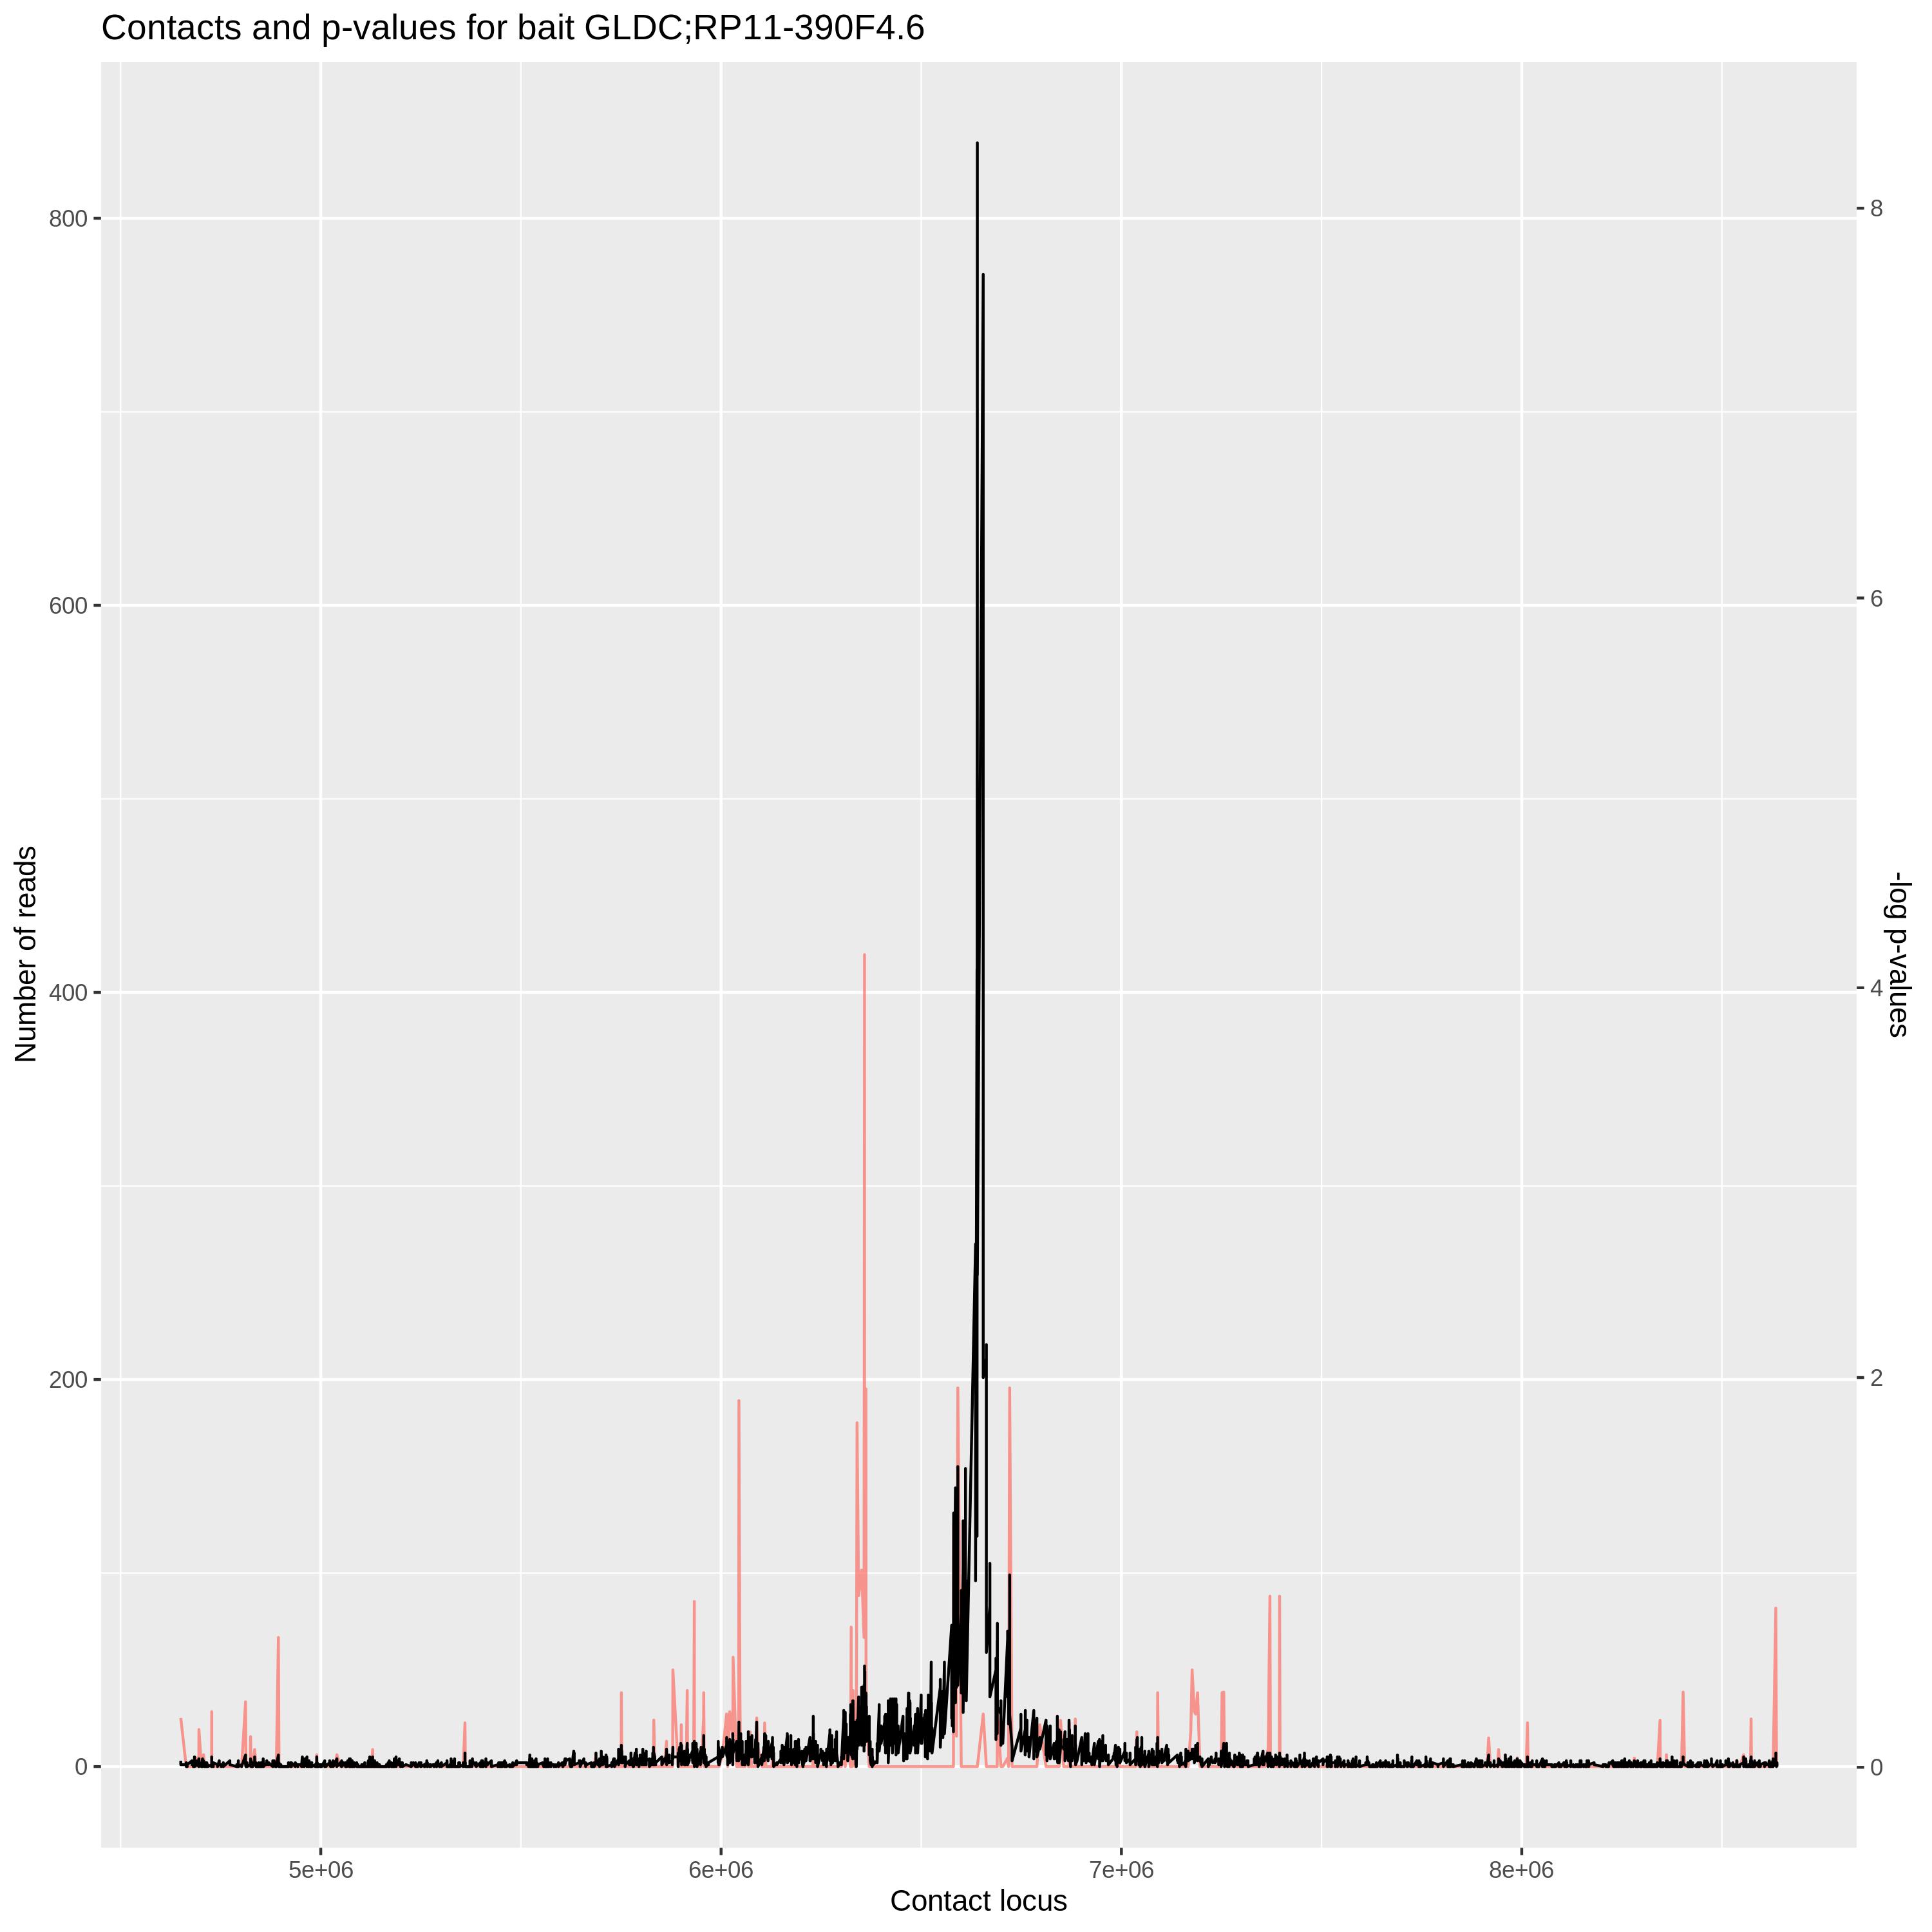 Contacts and p-values for bait GLDC;RP11-390F4.6
Number of reads
800
600
400
200
0
8
6
4
2
0
-log p-values
5e+06
6e+06
7e+06
8e+06
Contact locus